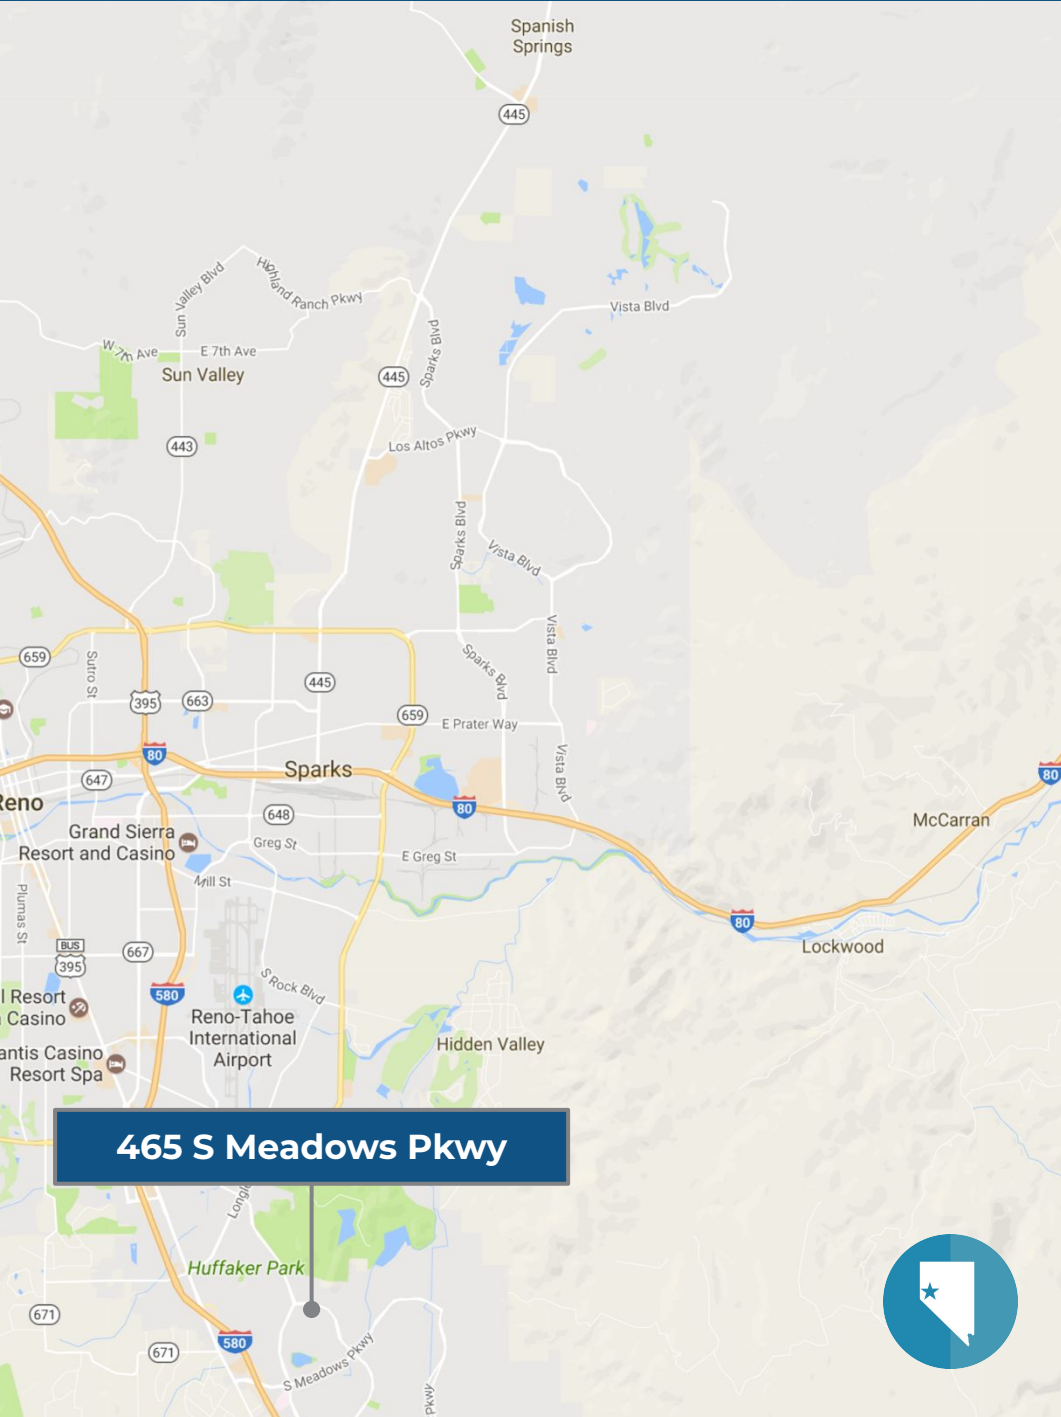 Spanish
Springs
445
Vista Blvd
Sun Valley Blvd
Highland Ranch Pkwy
W 7th Ave
E 7th Ave
Sun Valley
Sparks Blvd
445
Los Altos Pkwy
443
Sparks Blvd
Vista Blvd
Vista Blvd
659
Sutro St
445
Sparks Blvd
395
663
659
E Prater Way
80
Vista Blvd
Sparks
80
647
80
Reno
648
McCarran
Grand Sierra
Resort and Casino
Greg St
E Greg St
Mill St
Plumas St
80
BUS
395
667
Lockwood
580
S Rock Blvd
l Resort
Casino
Reno-Tahoe
International
Airport
Hidden Valley
antis Casino
Resort Spa
465 S Meadows Pkwy
Huffaker Park
671
580
671
S Meadows Pkwy
Pkwy